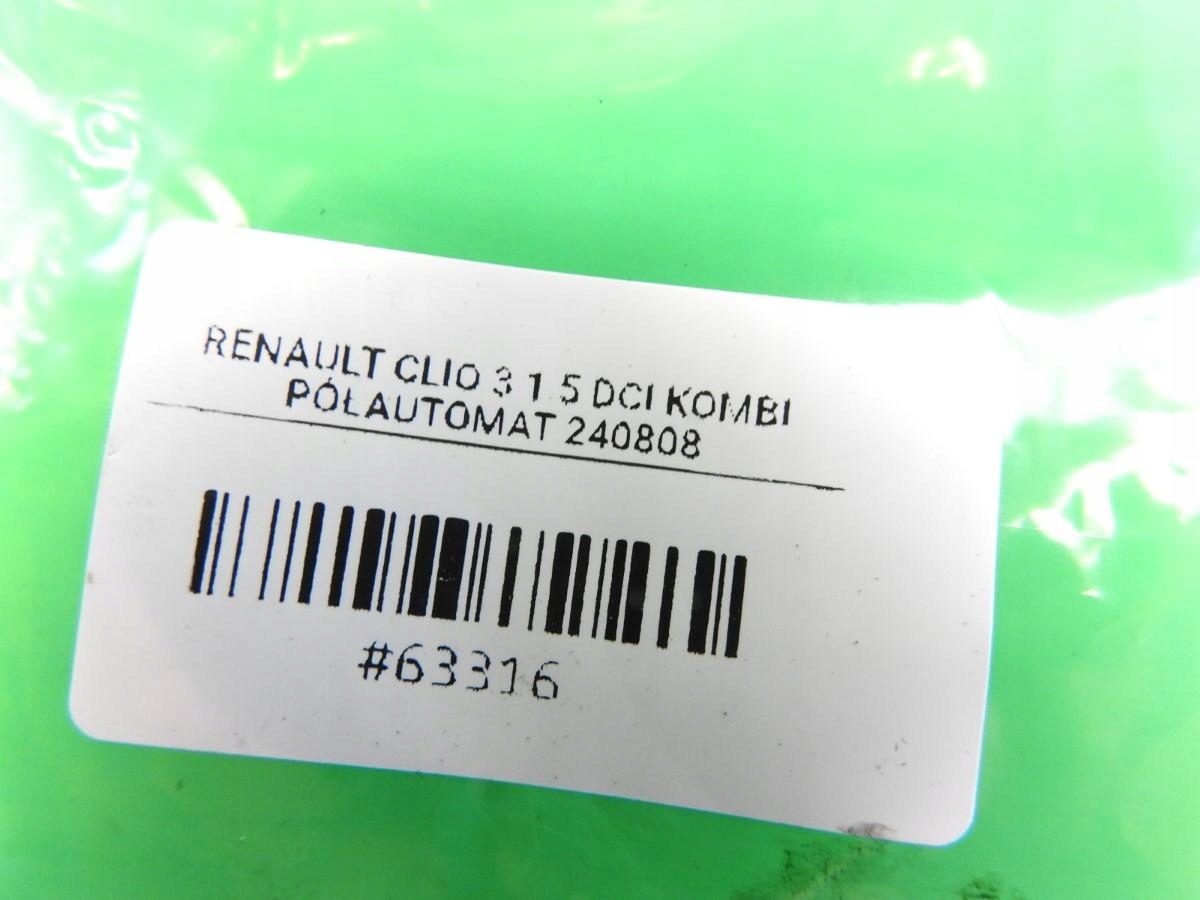 RENAULT CLIO 3 1.5 DCI KOMBI
PÓŁAUTOMAT 240808
#63316